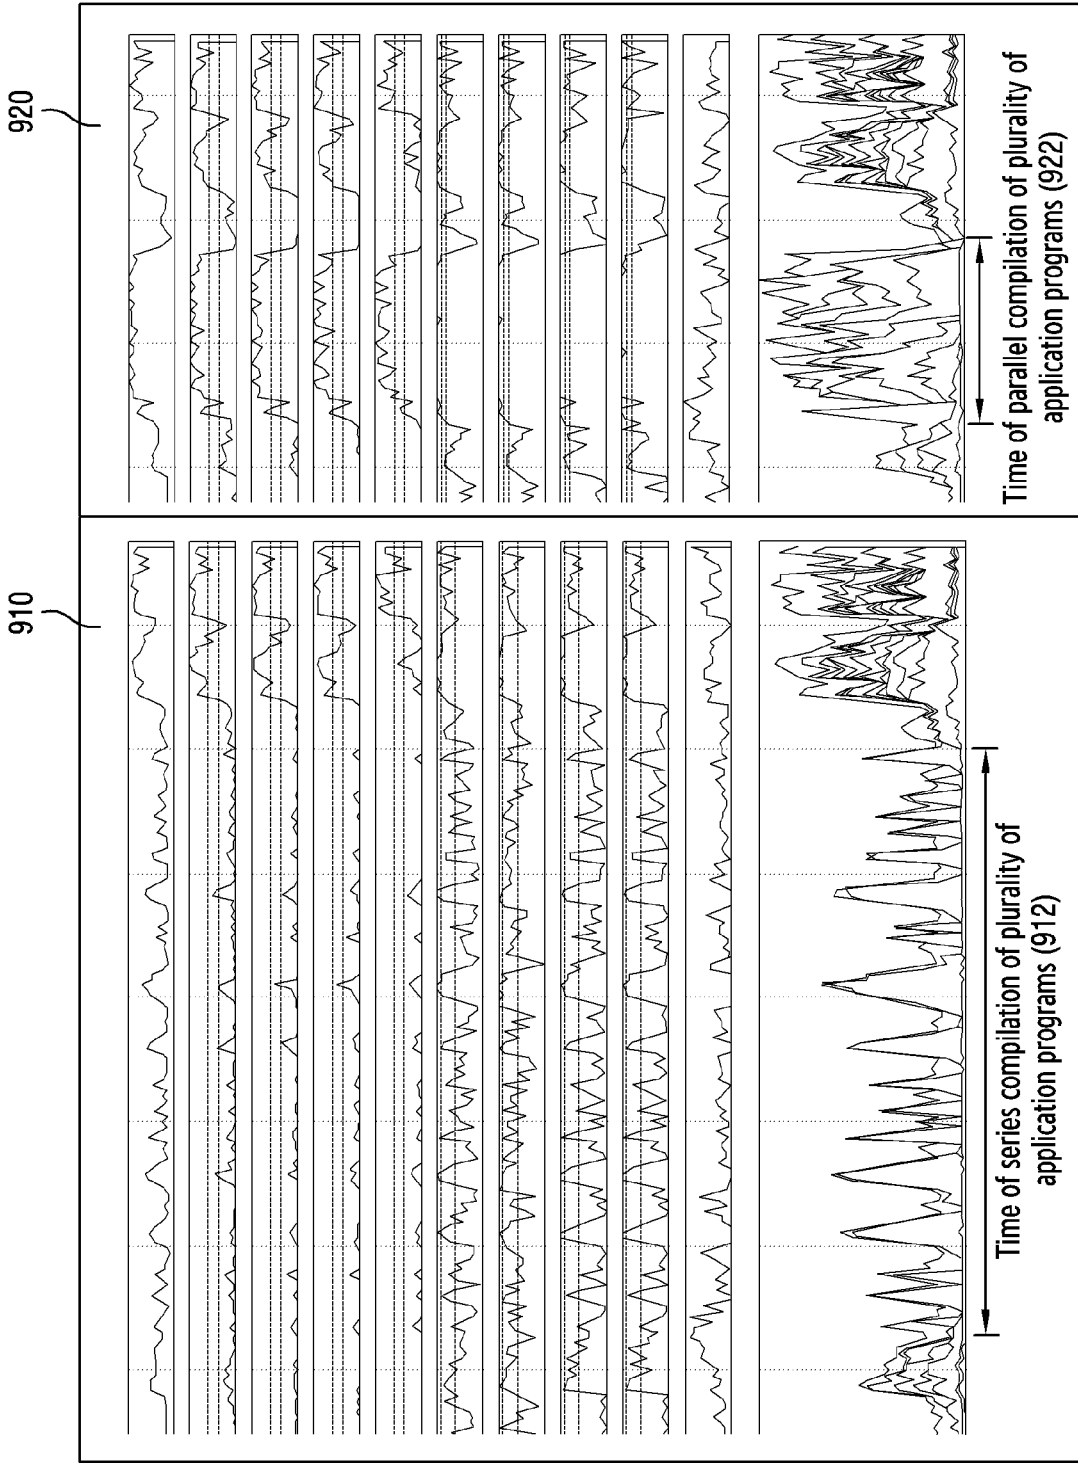 910
920
Time of series compilation of plurality of
application programs (912)
Time of parallel compilation of plurality of
application programs (922)